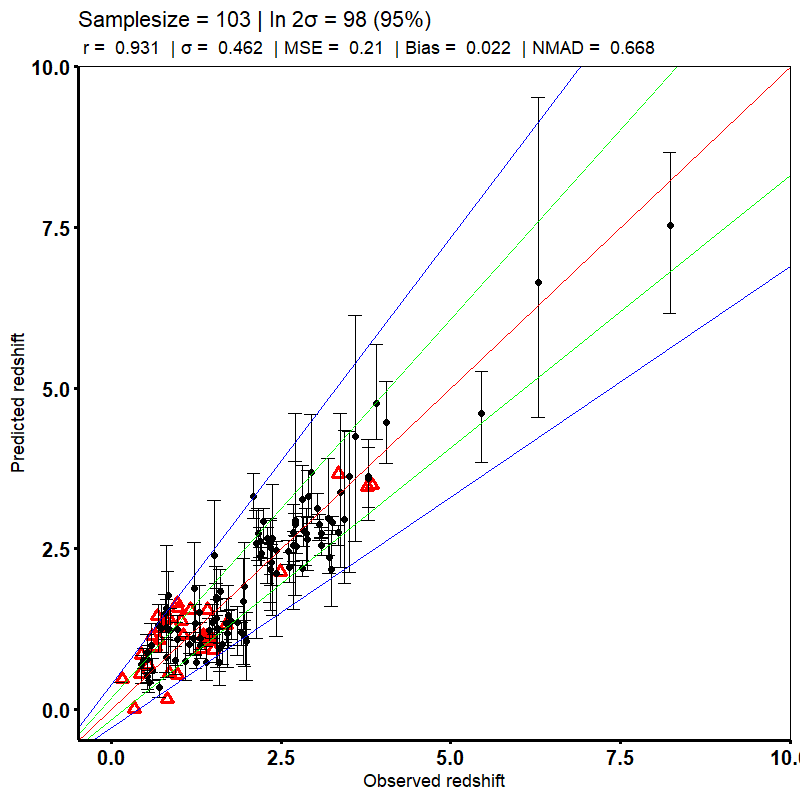 Samplesize = 103 | In 2σ = 98 (95%)
r = 0.931 | σ = 0.462 | MSE = 0.21 | Bias = 0.022 | NMAD = 0.668
10.0
7.5
5.0
2.5
0.0
Predicted redshift
0.0 2.5 5.0 7.5 10.0
Observed redshift